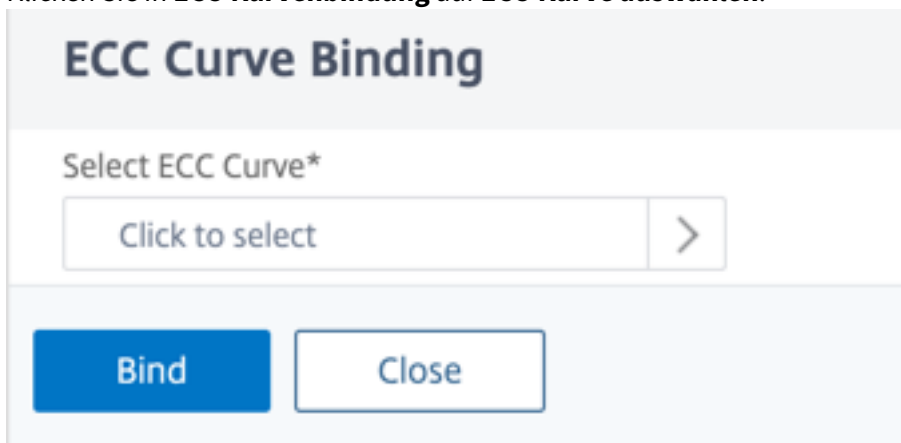 ECC Curve Binding
Select ECC Curve*
Click to select
Bind
Close